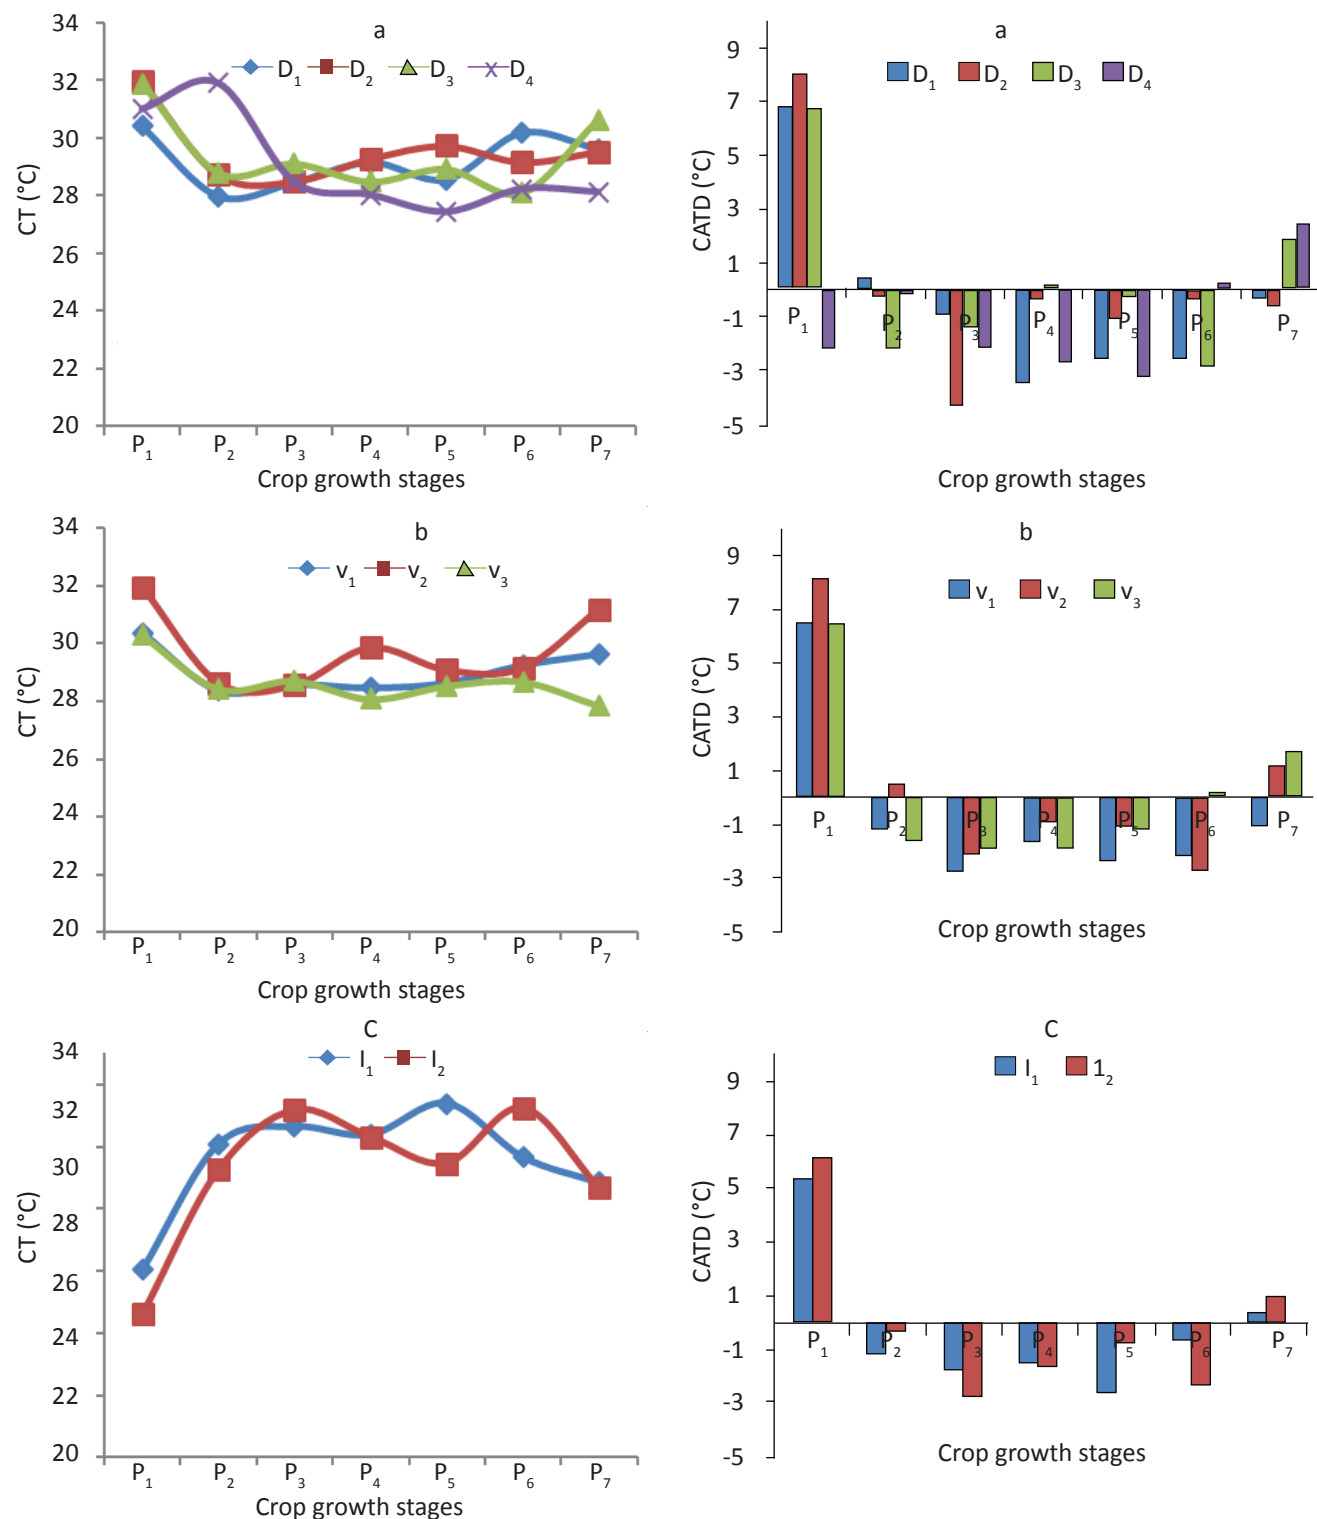 a
D1 D2 D3 D4
34
32
30
28
26
24
22
20
CT (°C)
P1 P2 P3 P4 P5 P6 P7
Crop growth stages
a
D1 D2 D3 D4
9
7
5
3
1
-1
-3
-5
CATD (°C)
P1 P2 P3 P4 P5 P6 P7
Crop growth stages
b
v1 v2 v3
34
32
30
28
26
24
22
20
CT (°C)
P1 P2 P3 P4 P5 P6 P7
Crop growth stages
b
v1 v2 v3
9
7
5
3
1
-1
-3
-5
CATD (°C)
P1 P2 P3 P4 P5 P6 P7
Crop growth stages
C
I1 I2
34
32
30
28
26
24
22
20
CT (°C)
P1 P2 P3 P4 P5 P6 P7
Crop growth stages
C
I1 12
9
7
5
3
1
-1
-3
-5
CATD (°C)
P1 P2 P3 P4 P5 P6 P7
Crop growth stages